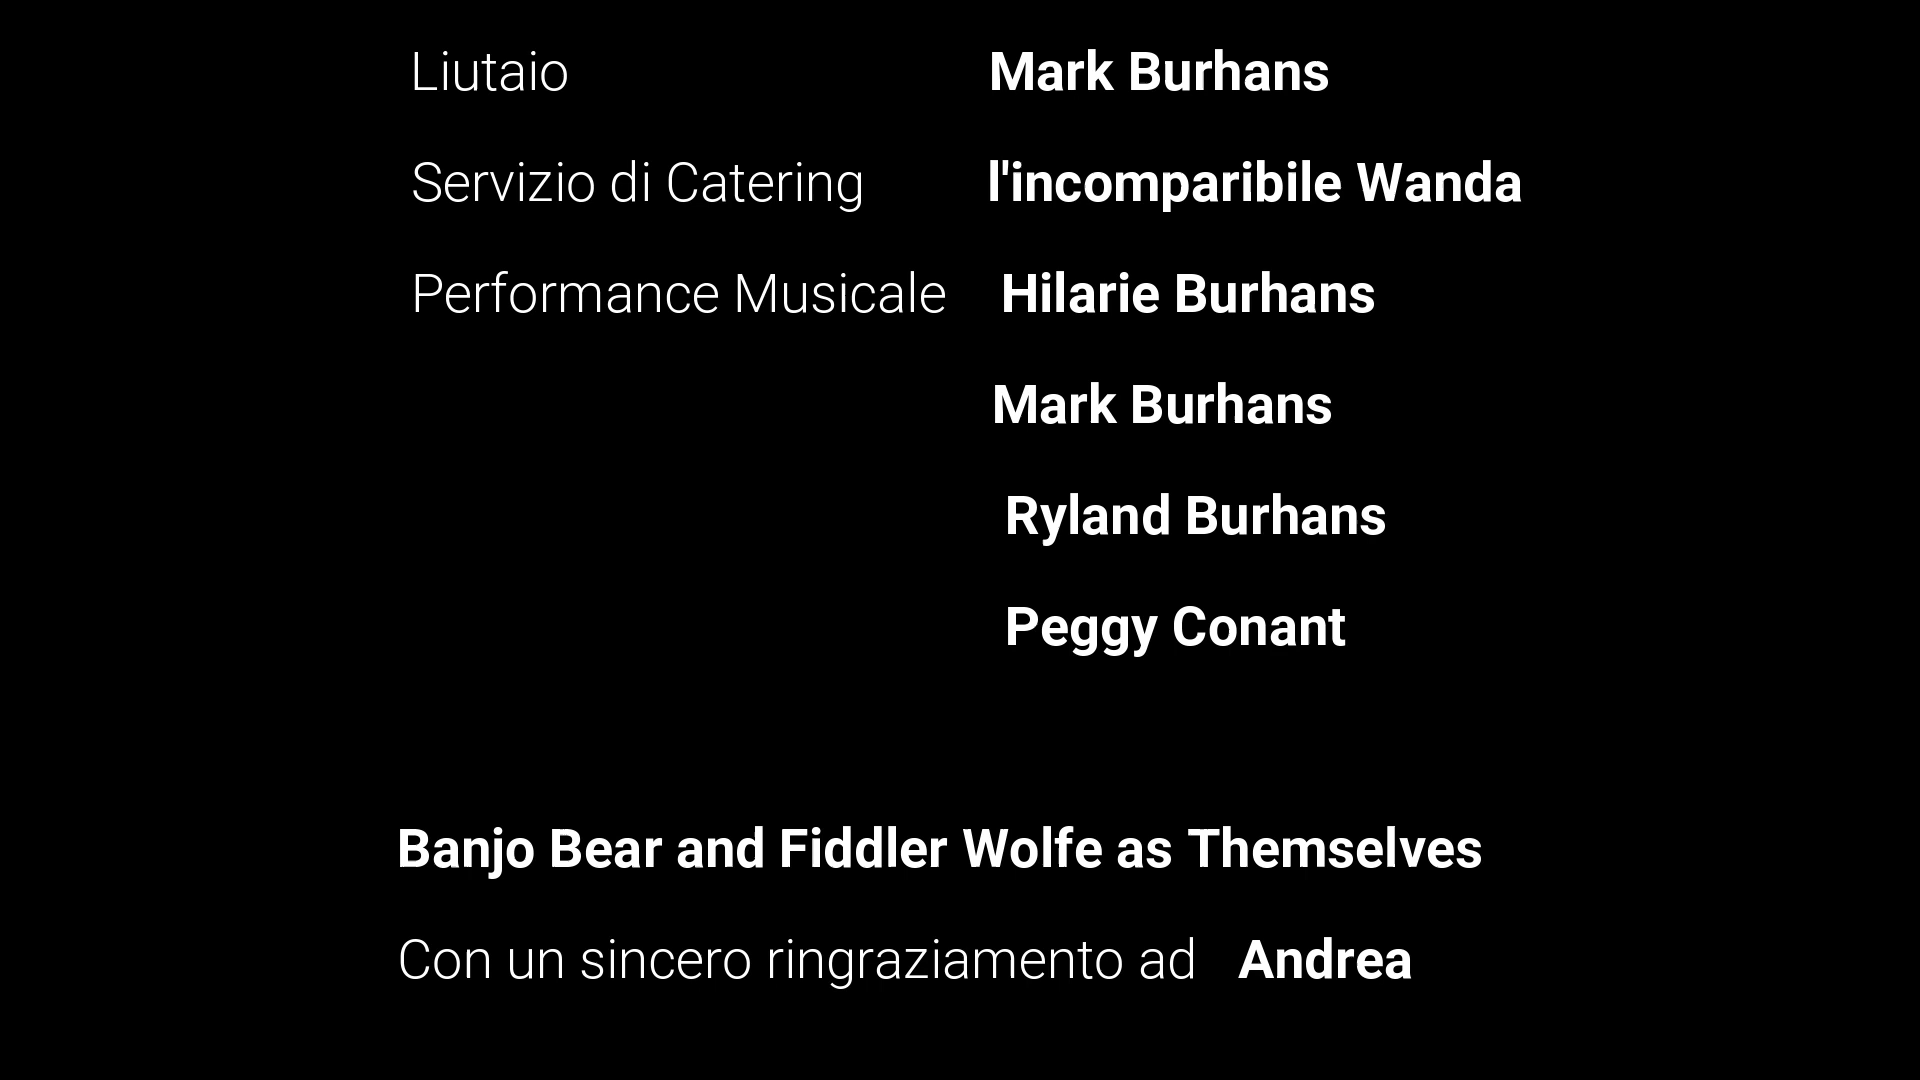 Liutaio Mark Burhans
Servizio di Catering l'incomparibile Wanda
Performance Musicale Hilarie Burhans
Mark Burhans
Ryland Burhans
Peggy Conant
Banjo Bear and Fiddler Wolfe as Themselves
Con un sincero ringraziamento ad Andrea